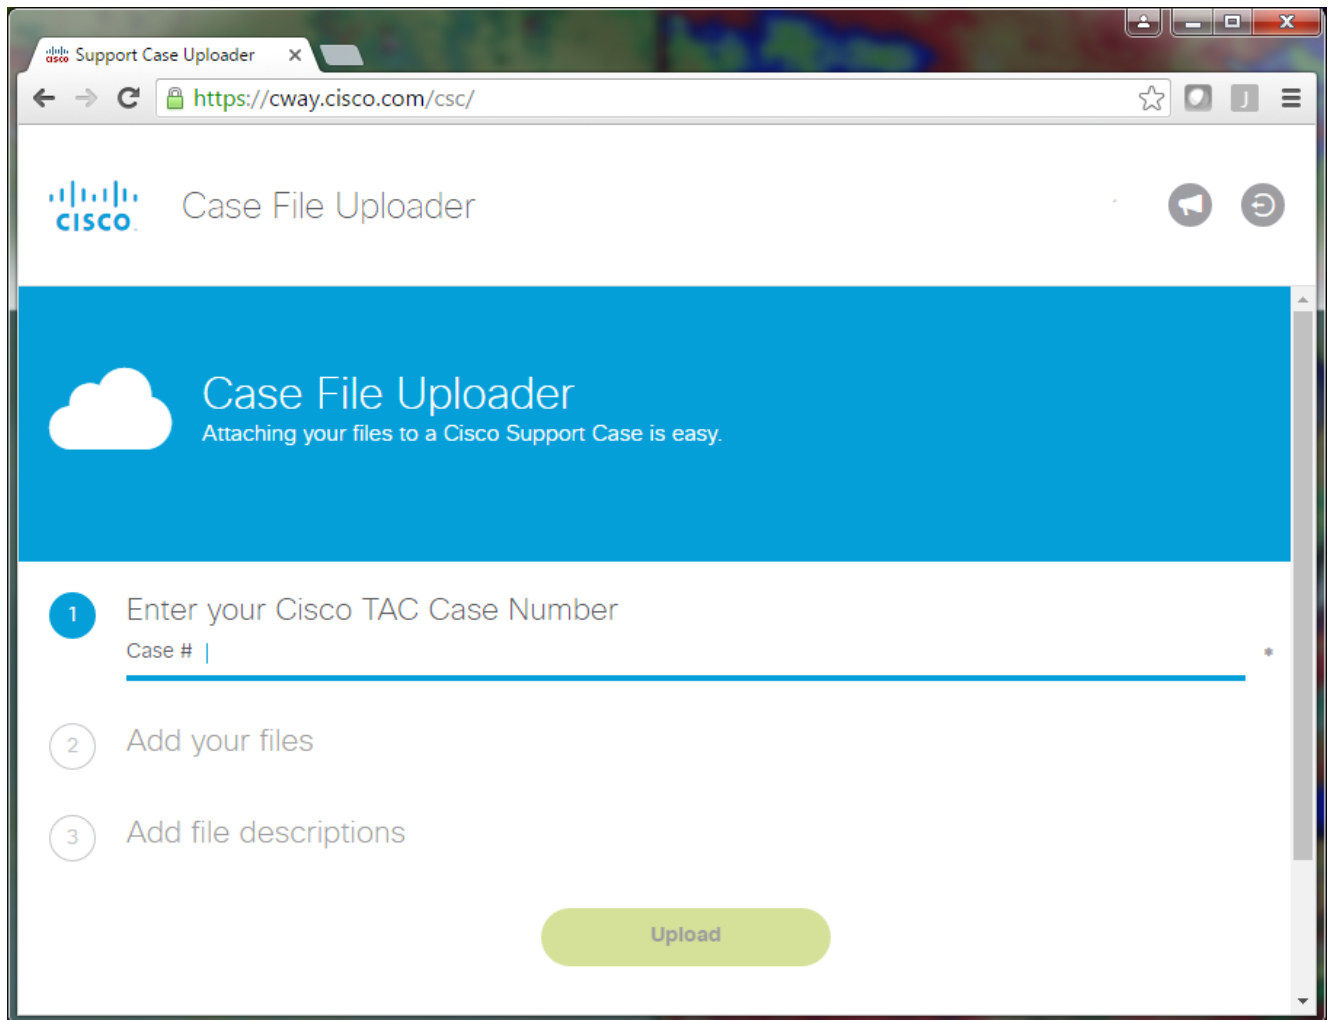 Support Case Uploader
https://cway.cisco.com/csc/
J
CISCO
Case File Uploader
Case File Uploader
Attaching your files to a Cisco Support Case is easy.
1
Enter your Cisco TAC Case Number
Case #
*
2
Add your files
3
Add file descriptions
Upload